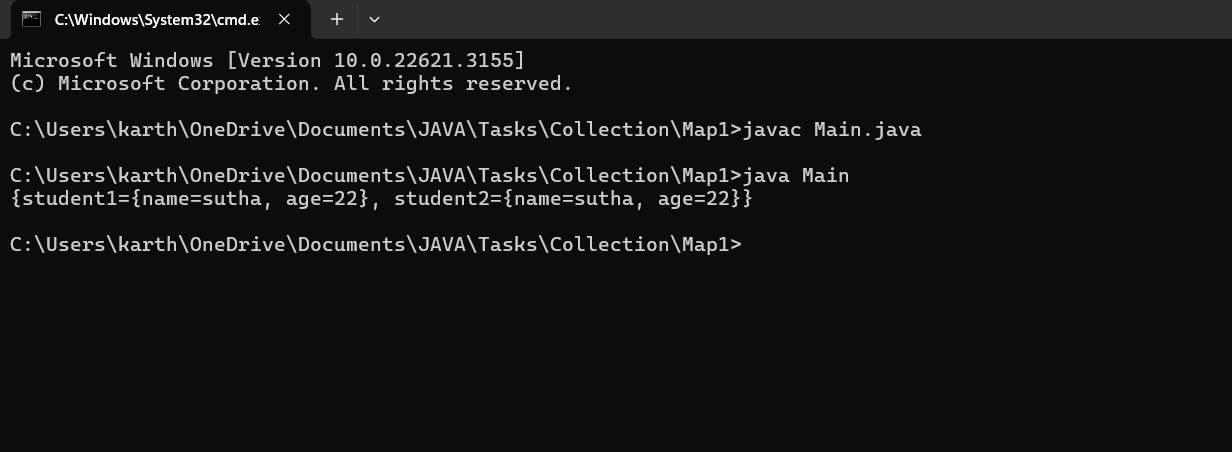 C:\Windows\System32\cmd.e
Microsoft Windows [Version 10.0.22621.3155]
(c) Microsoft Corporation. All rights reserved.
C:\Users\karth\OneDrive\Documents\JAVA\Tasks\Collection\Map1>javac Main.java
C:\Users\karth\OneDrive\Documents\JAVA\Tasks\Collection\Map1>java Main
{student1={name=sutha, age=22}, student2={name=sutha, age=22}}
C:\Users\karth\OneDrive\Documents\JAVA\Tasks\Collection\Map1>